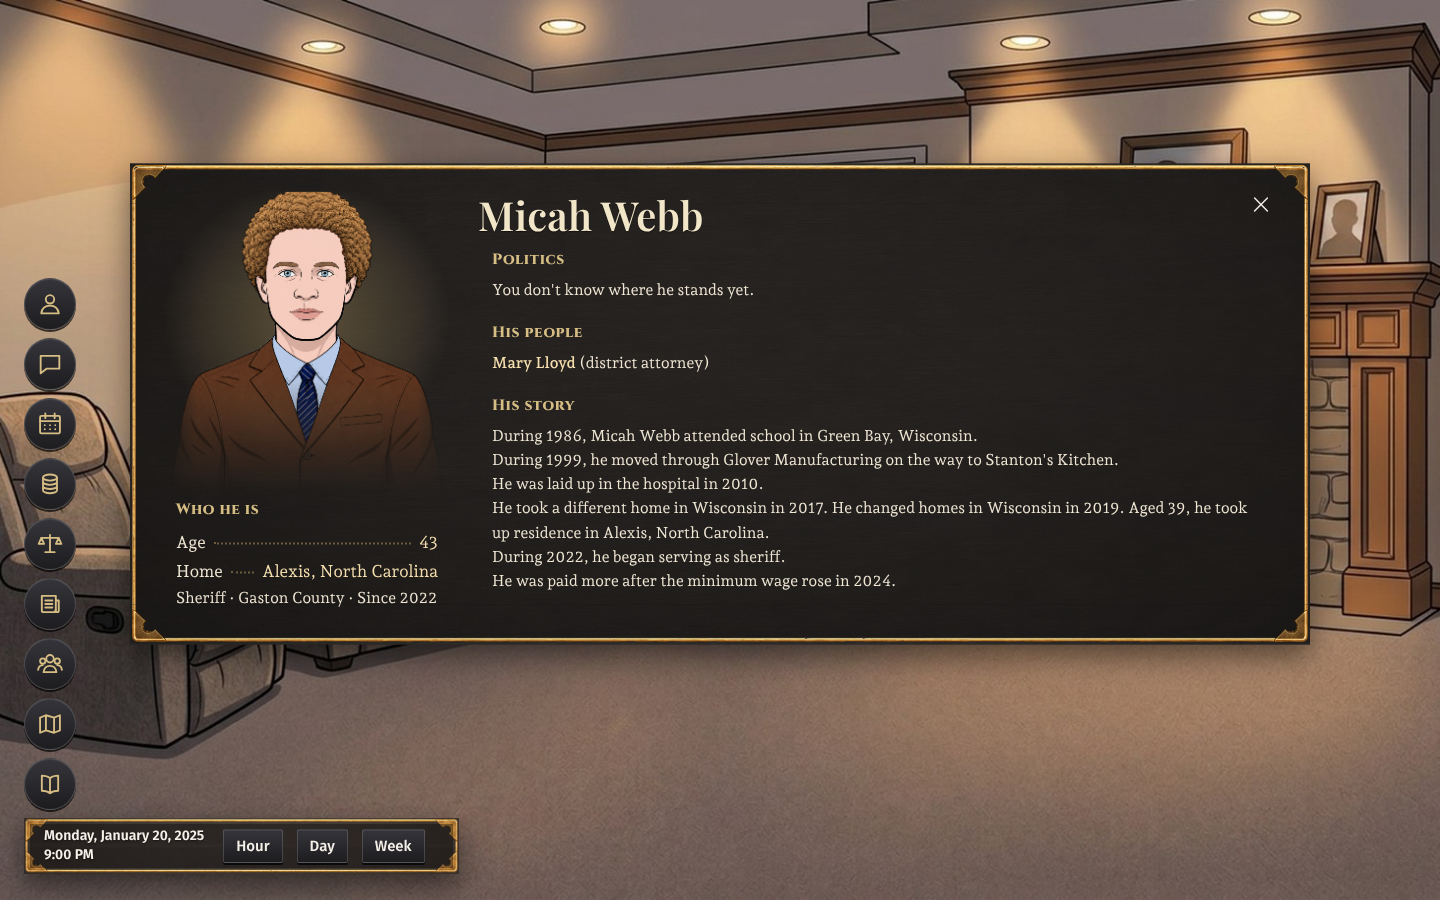 Micah Webb
Politics
You don't know where he stands yet.
His people
Mary Lloyd (district attorney)
His story
During 1986, Micah Webb attended school in Green Bay, Wisconsin.
During 1999, he moved through Glover Manufacturing on the way to Stanton's Kitchen.
He was laid up in the hospital in 2010.
He took a different home in Wisconsin in 2017. He changed homes in Wisconsin in 2019. Aged 39, he took
up residence in Alexis, North Carolina.
During 2022, he began serving as sheriff.
He was paid more after the minimum wage rose in 2024.
Who he is
Age 43
Home Alexis, North Carolina
Sheriff · Gaston County · Since 2022
Monday, January 20, 2025
9:00 PM
Hour
Day
Week